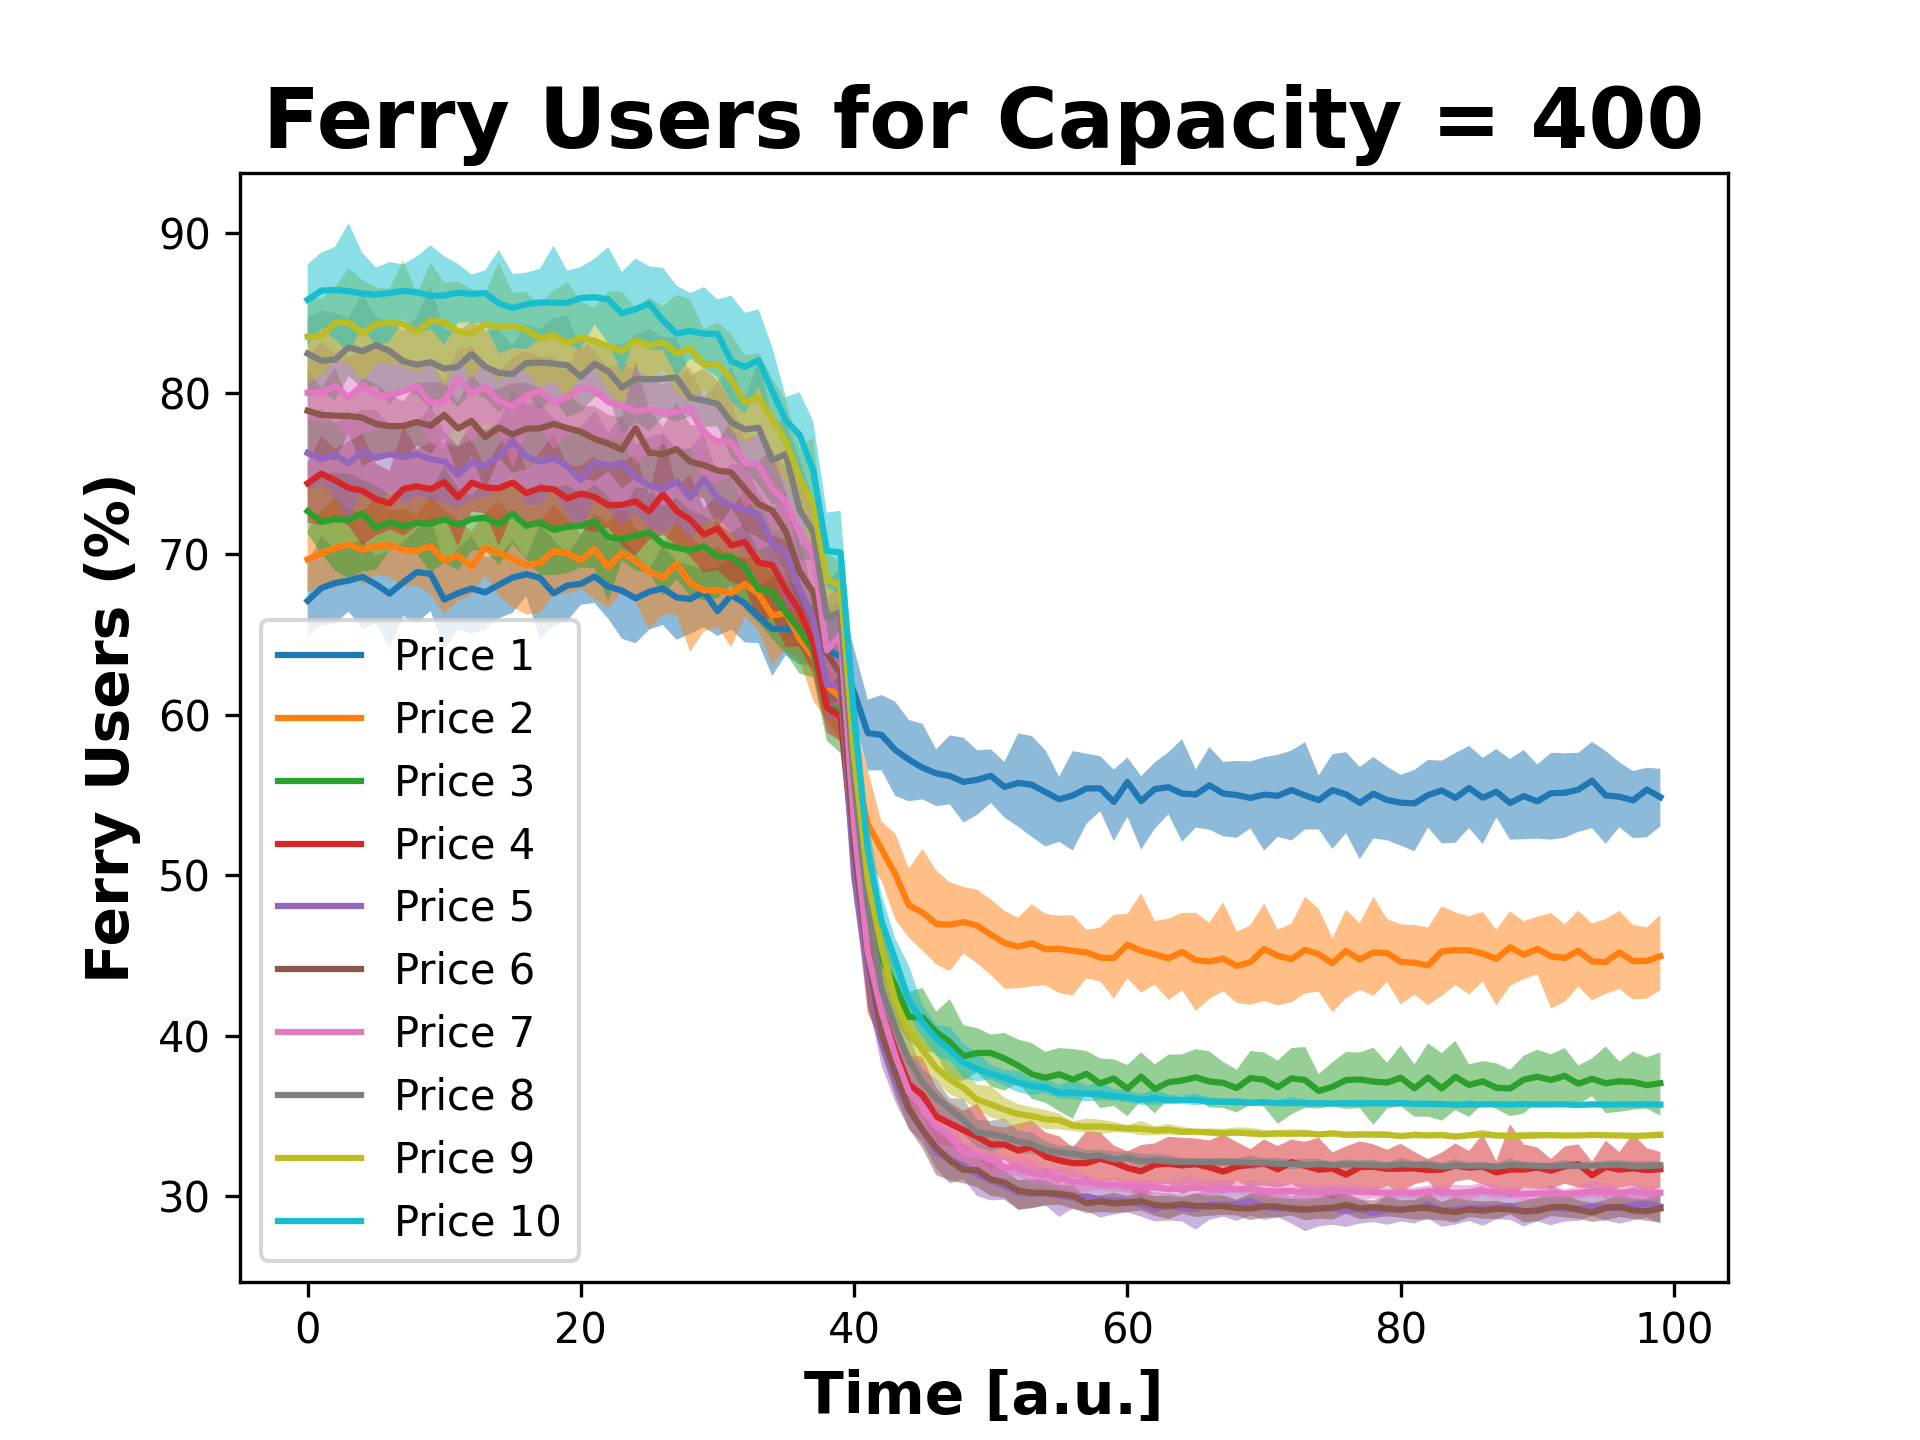 Ferry Users for Capacity = 400
Ferry Users (%)
90
80
70
60
50
40
30
Price 1
Price 2
Price 3
Price 4
Price 5
Price 6
Price 7
Price 8
Price 9
Price 10
0 20 40 60 80 100
Time [a.u.]